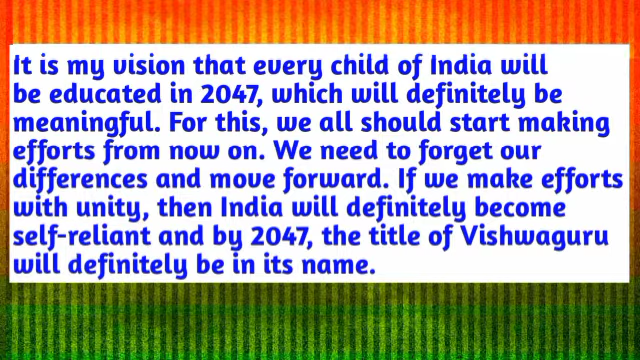 It is my vision that every child of India will
be educated in 2047, which will definitely be
meaningful. For this, we all should start making
efforts from now on. We need to forget our
differences and move forward. If we make efforts
with unity, then India will definitely become
self-reliant and by 2047, the title of Vishwaguru
will definitely be in its name.